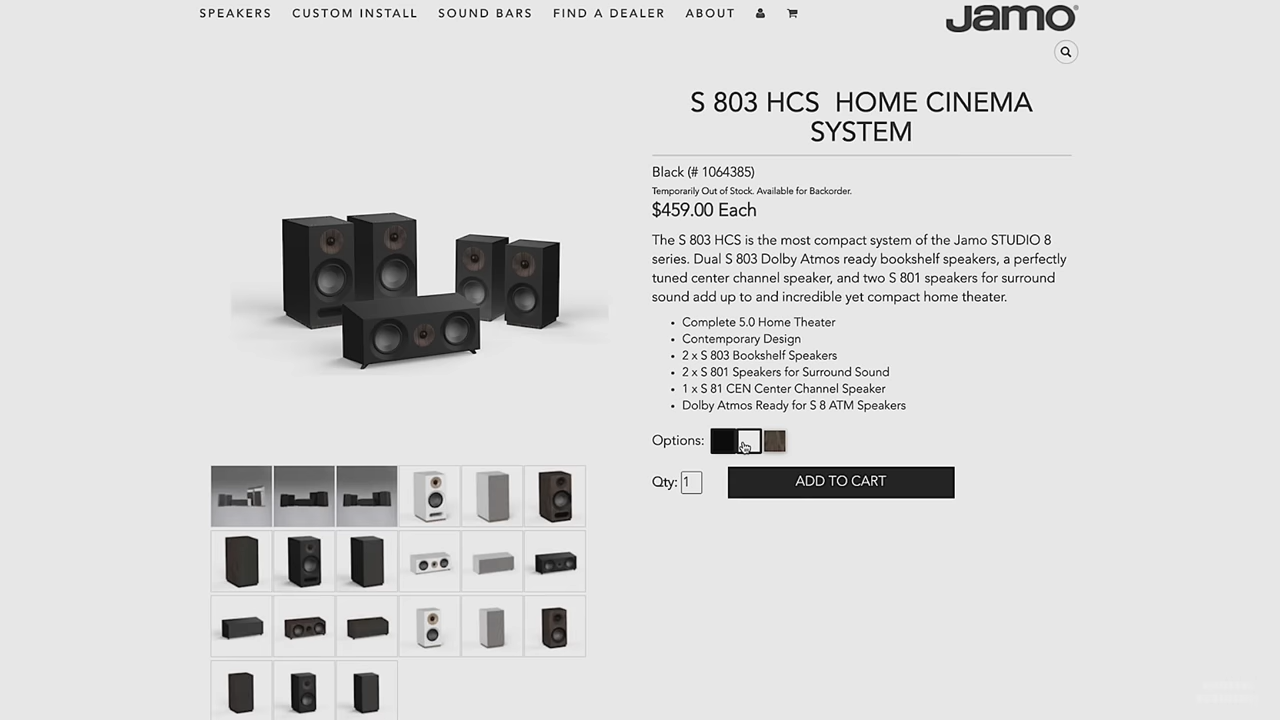 SPEAKERS CUSTOM INSTALL SOUND BARS FIND A DEALER ABOUT
Jamo®
S 803 HCS HOME CINEMA
SYSTEM
Black (# 1064385)
Temporarily Out of Stock. Available for Backorder.
$459.00 Each
The S 803 HCS is the most compact system of the Jamo STUDIO 8
series. Dual S 803 Dolby Atmos ready bookshelf speakers, a perfectly
tuned center channel speaker, and two S 801 speakers for surround
sound add up to and incredible yet compact home theater.
• Complete 5.0 Home Theater
• Contemporary Design
• 2 x S 803 Bookshelf Speakers
• 2 x S 801 Speakers for Surround Sound
• 1 x S 81 CEN Center Channel Speaker
• Dolby Atmos Ready for S 8 ATM Speakers
Options:
Qty: 1 ADD TO CART